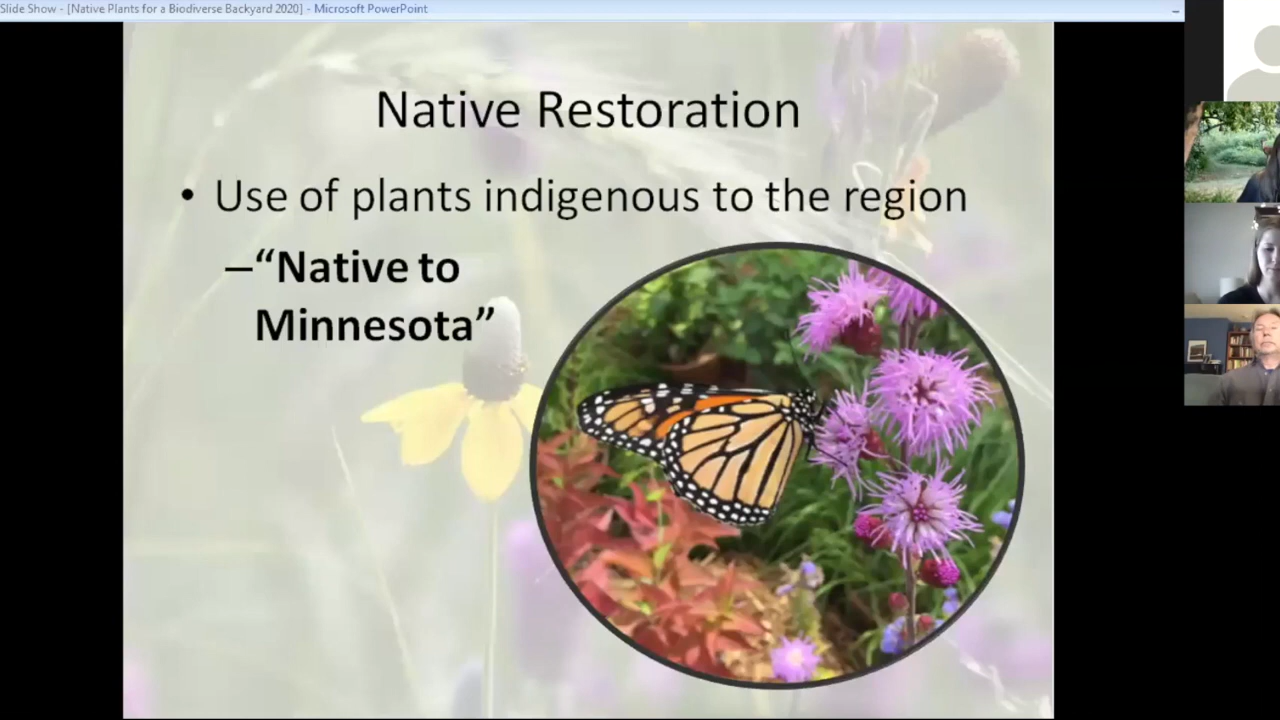 Slide Show - [Native Plants for a Biodiverse Backyard 2020] - Microsoft PowerPoint
Native Restoration
• Use of plants indigenous to the region
–“Native to
Minnesota”